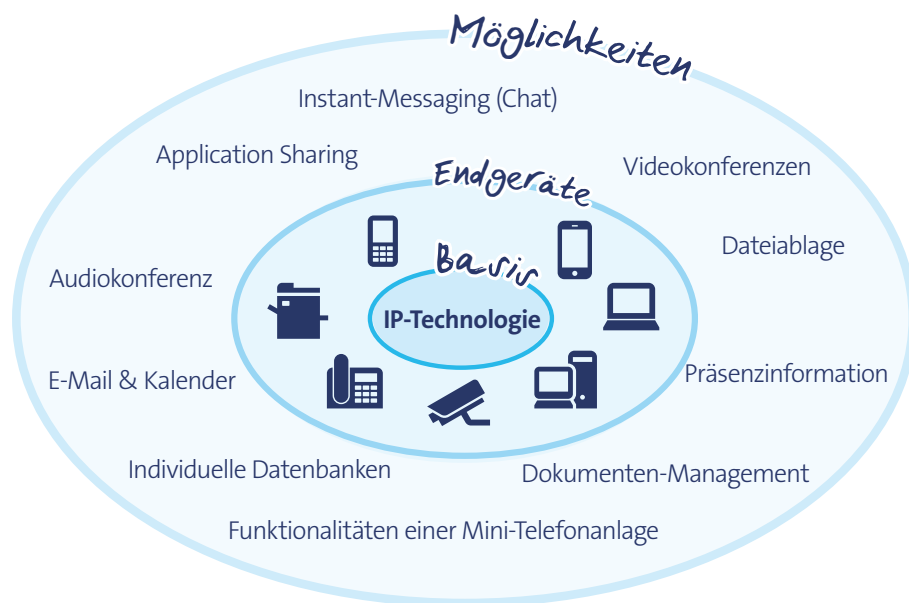 Möglichkeiten
Instant-Messaging (Chat)
Application Sharing
Videokonferenzen
Endgeräte
Dateiablage
Basis
Audiokonferenz
IP-Technologie
E-Mail & Kalender
Präsenzinformation
Individuelle Datenbanken
Dokumenten-Management
Funktionalitäten einer Mini-Telefonanlage